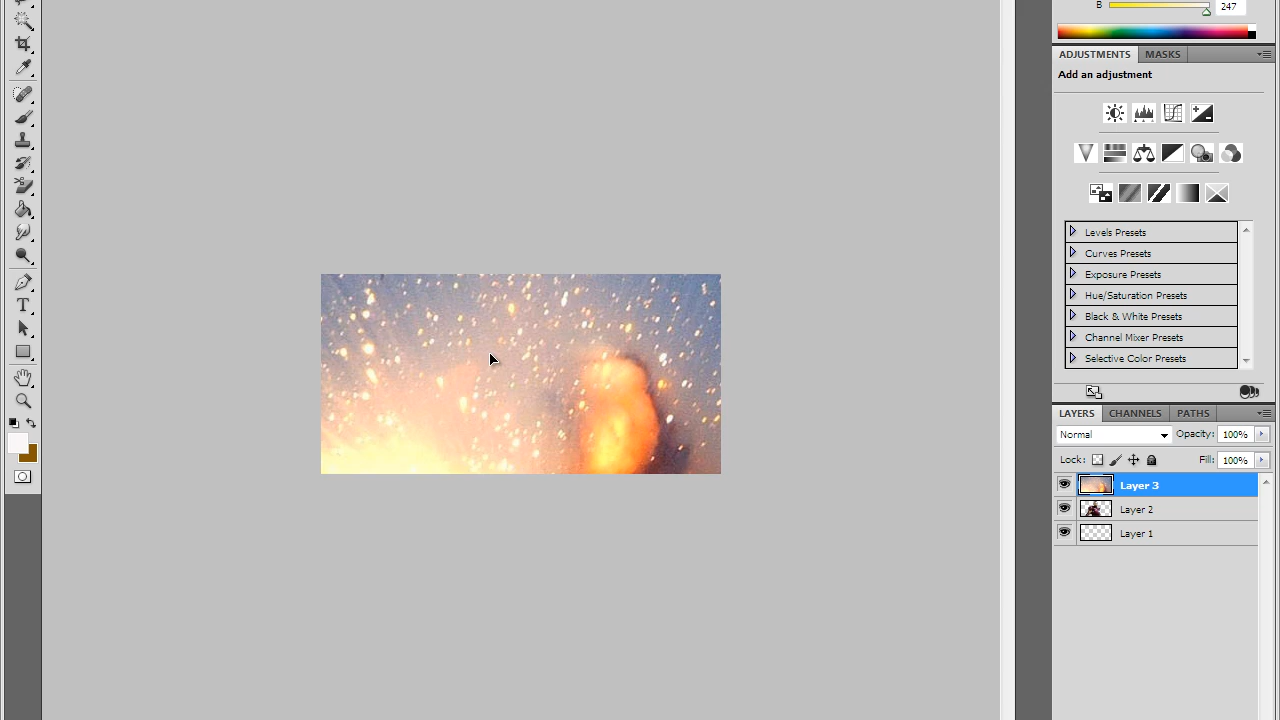 B 247
ADJUSTMENTS MASKS
Add an adjustment
Levels Presets
Curves Presets
Exposure Presets
Hue/Saturation Presets
Black & White Presets
Channel Mixer Presets
Selective Color Presets
LAYERS CHANNELS PATHS
Normal Opacity: 100%
Lock: Fill: 100%
Layer 3
Layer 2
Layer 1